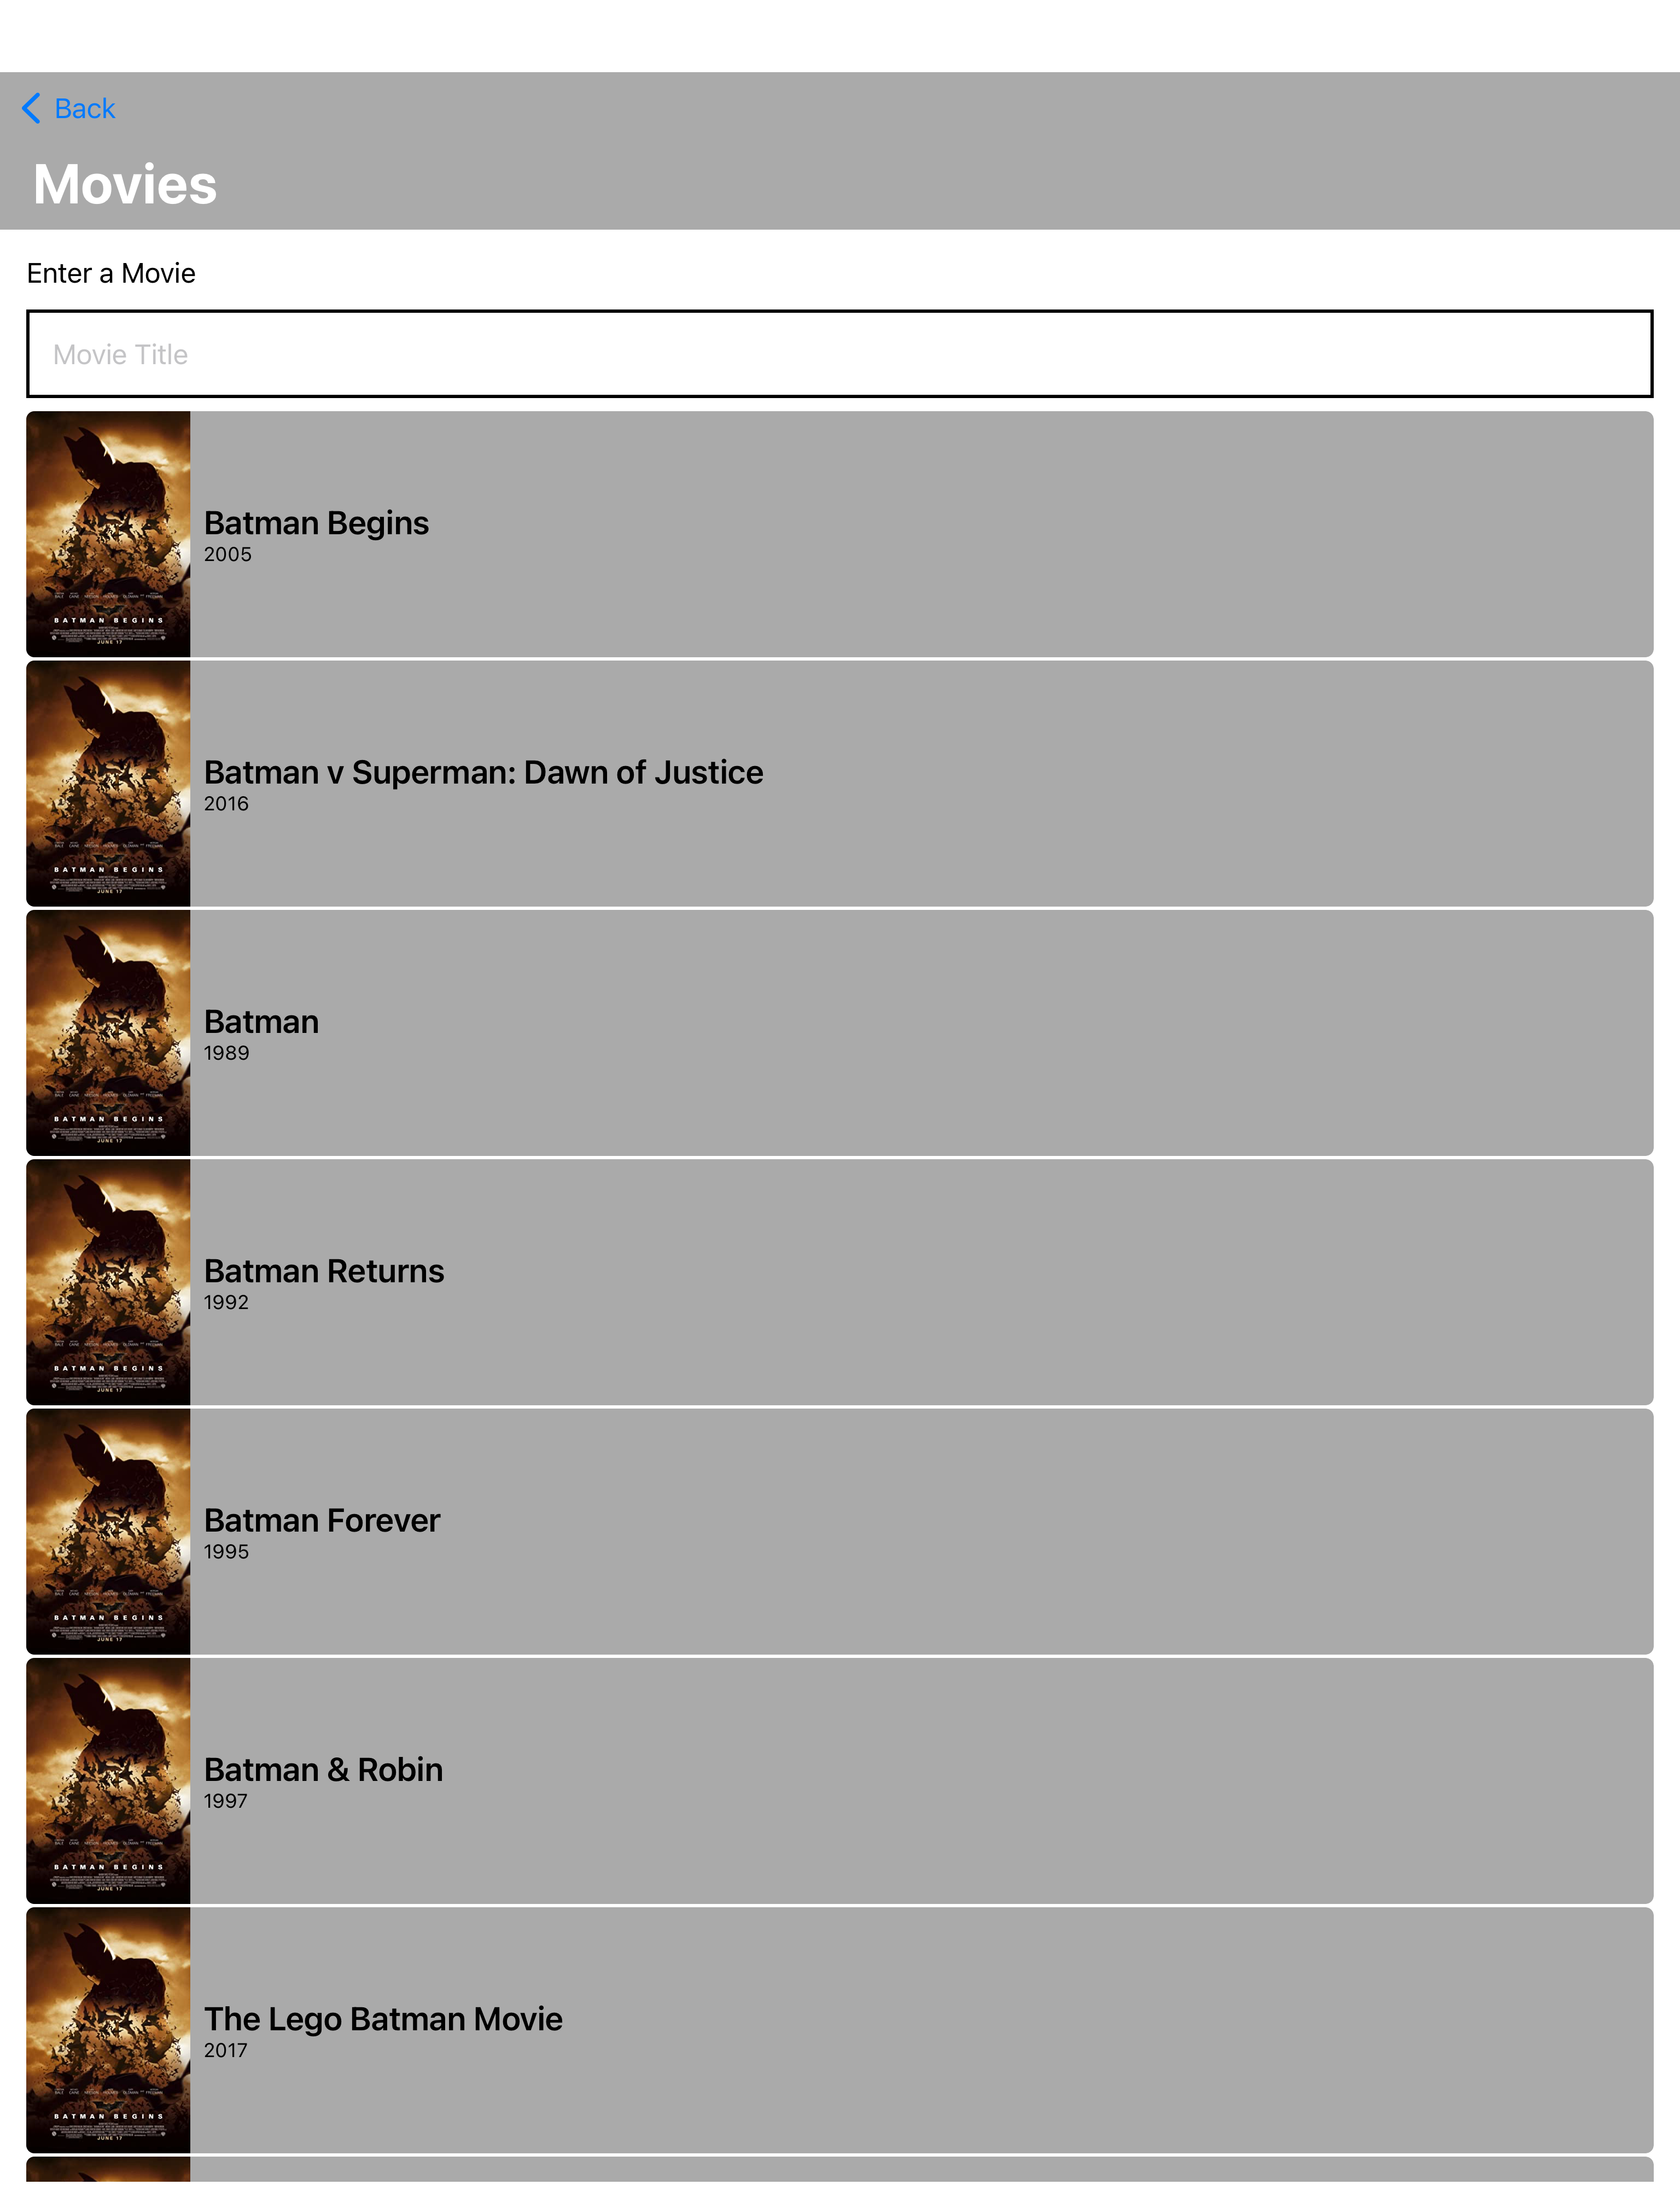 Back
Movies
Enter a Movie
Movie Title
BATMAN BEGINS
JUNE 17
Batman Begins
2005
BATMAN BEGINS
JUNE 17
Batman v Superman: Dawn of Justice
2016
BATMAN BEGINS
JUNE 17
Batman
1989
BATMAN BEGINS
JUNE 17
Batman Returns
1992
BATMAN BEGINS
JUNE 17
Batman Forever
1995
BATMAN BEGINS
JUNE 17
Batman & Robin
1997
BATMAN BEGINS
JUNE 17
The Lego Batman Movie
2017